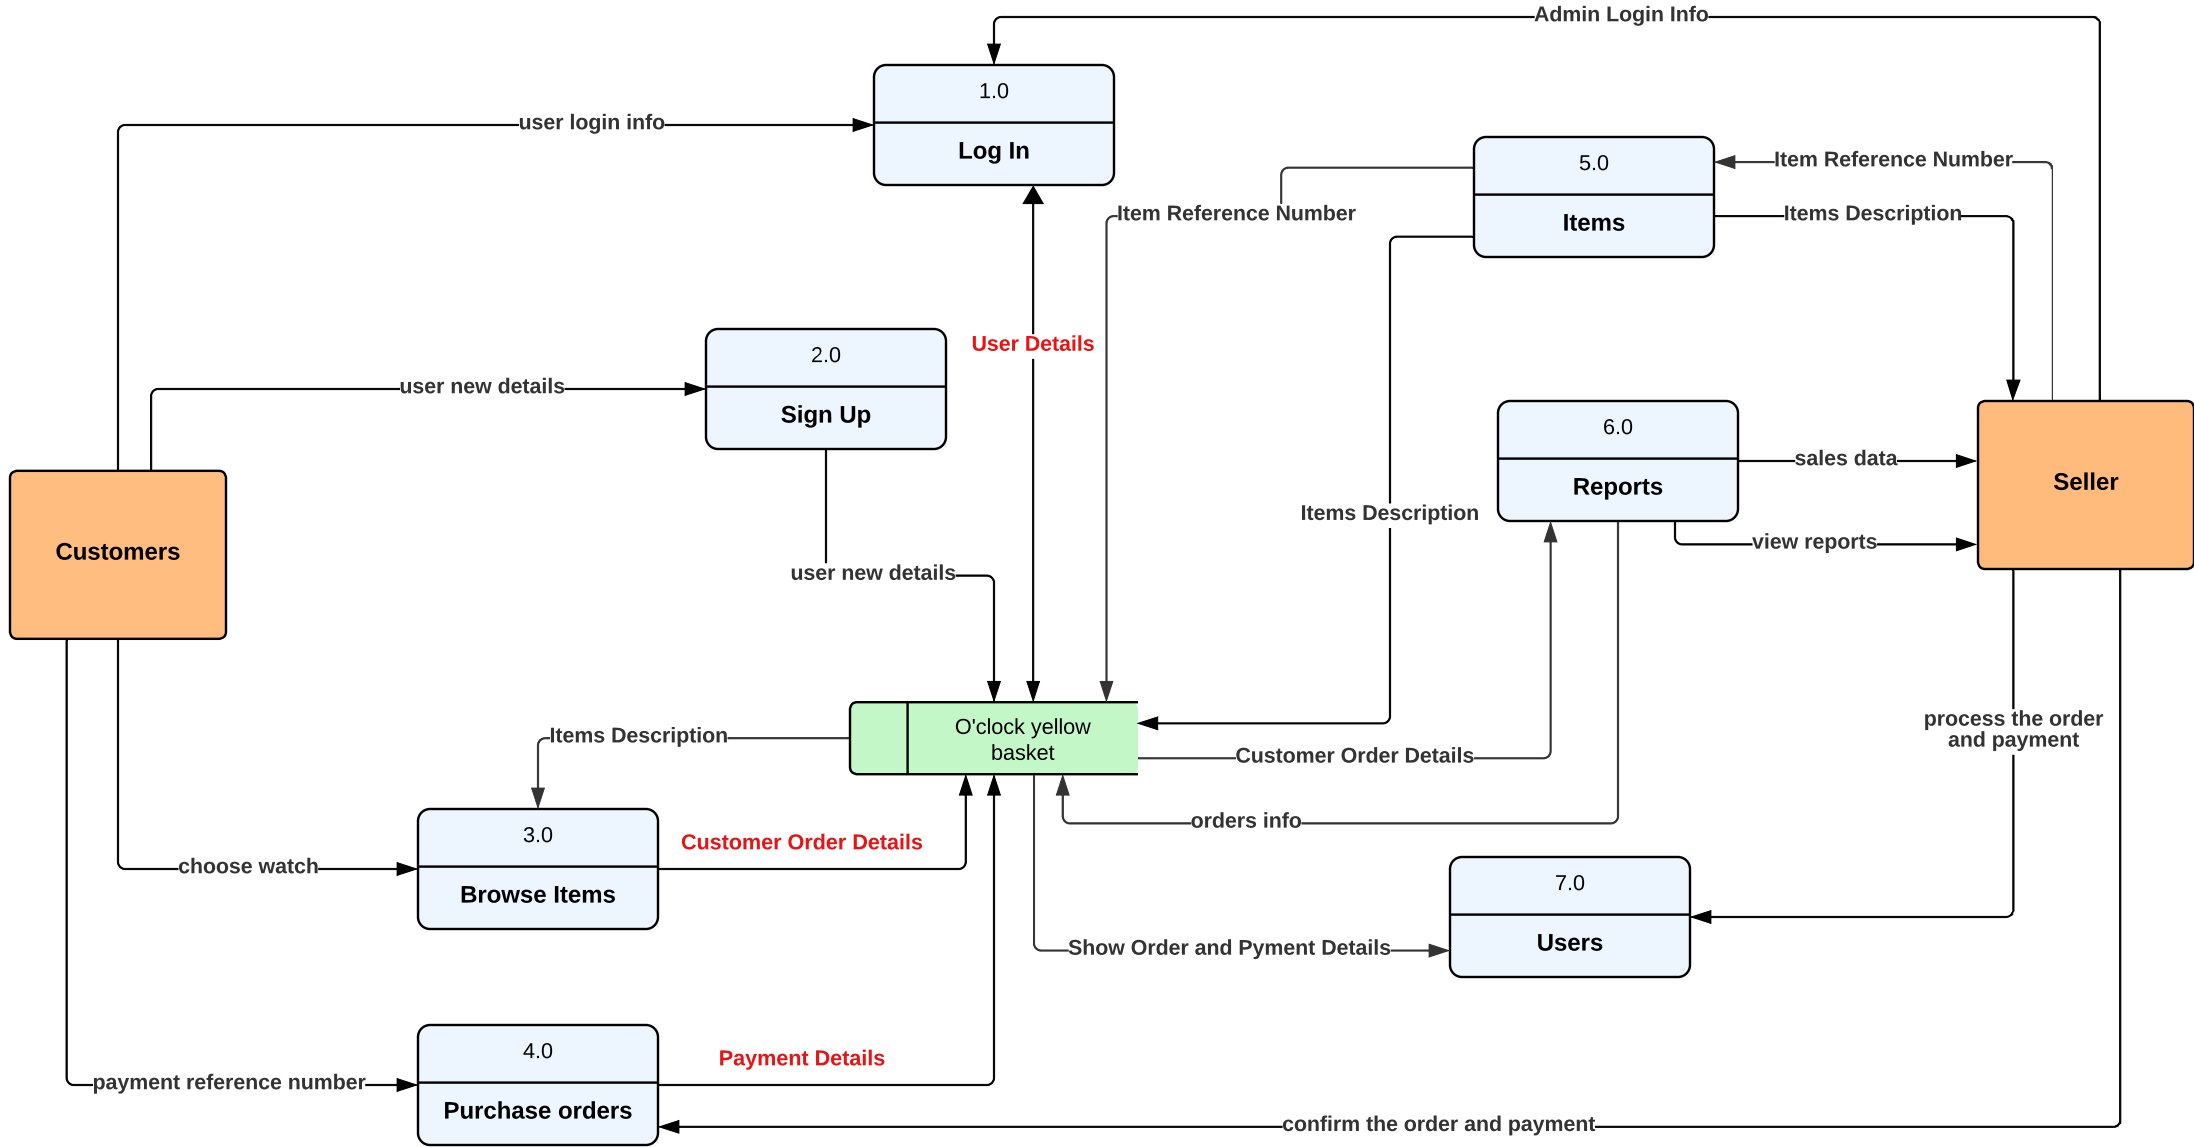 Admin Login Info
1.0
user login info
Log In
5.0
Item Reference Number
Item Reference Number
Items Description
Items
User Details
2.0
user new details
Sign Up
6.0
sales data
Seller
Reports
Items Description
view reports
Customers
user new details
process the order
and payment
O'clock yellow
basket
Items Description
Customer Order Details
orders info
3.0
Customer Order Details
choose watch
Browse Items
7.0
Users
Show Order and Pyment Details
4.0
Payment Details
payment reference number
Purchase orders
confirm the order and payment